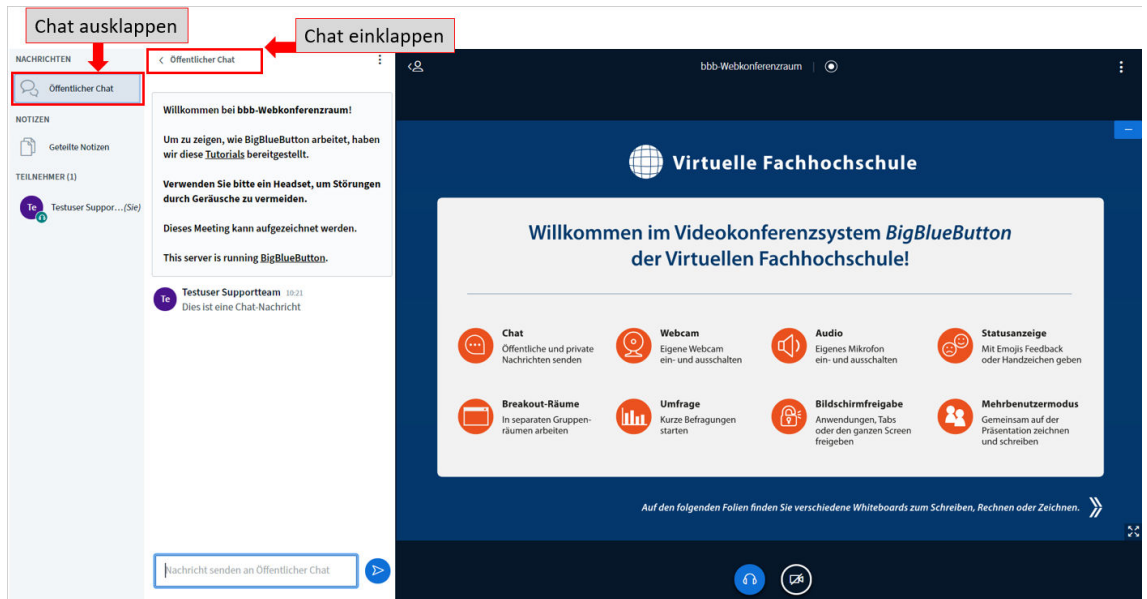 Chat ausklappen
Chat einklappen
NACHRICHTEN
Öffentlicher Chat
NOTIZEN
Geteilte Notizen
TEILNEHMER (1)
Te
Testuser Suppor...(Sie)
Öffentlicher Chat
Willkommen bei bbb-Webkonferenzraum!
Um zu zeigen, wie BigBlueButton arbeitet, haben
wir diese Tutorials bereitgestellt.
Verwenden Sie bitte ein Headset, um Störungen
durch Geräusche zu vermeiden.
Dieses Meeting kann aufgezeichnet werden.
This server is running BigBlueButton.
Te
Testuser Supportteam 10:21
Dies ist eine Chat-Nachricht
Nachricht senden an Öffentlicher Chat
bbb-Webkonferenzraum
Virtuelle Fachhochschule
Willkommen im Videokonferenzsystem BigBlueButton
der Virtuellen Fachhochschule!
Chat
Öffentliche und private
Nachrichten senden
Webcam
Eigene Webcam
ein- und ausschalten
Audio
Eigenes Mikrofon
ein- und ausschalten
Statusanzeige
Mit Emojis Feedback
oder Handzeichen geben
Breakout-Räume
In separaten Gruppen-
räumen arbeiten
Umfrage
Kurze Befragungen
starten
Bildschirmfreigabe
Anwendungen, Tabs
oder den ganzen Screen
freigeben
Mehrbenutzermodus
Gemeinsam auf der
Präsentation zeichnen
und schreiben
Auf den folgenden Folien finden Sie verschiedene Whiteboards zum Schreiben, Rechnen oder Zeichnen.